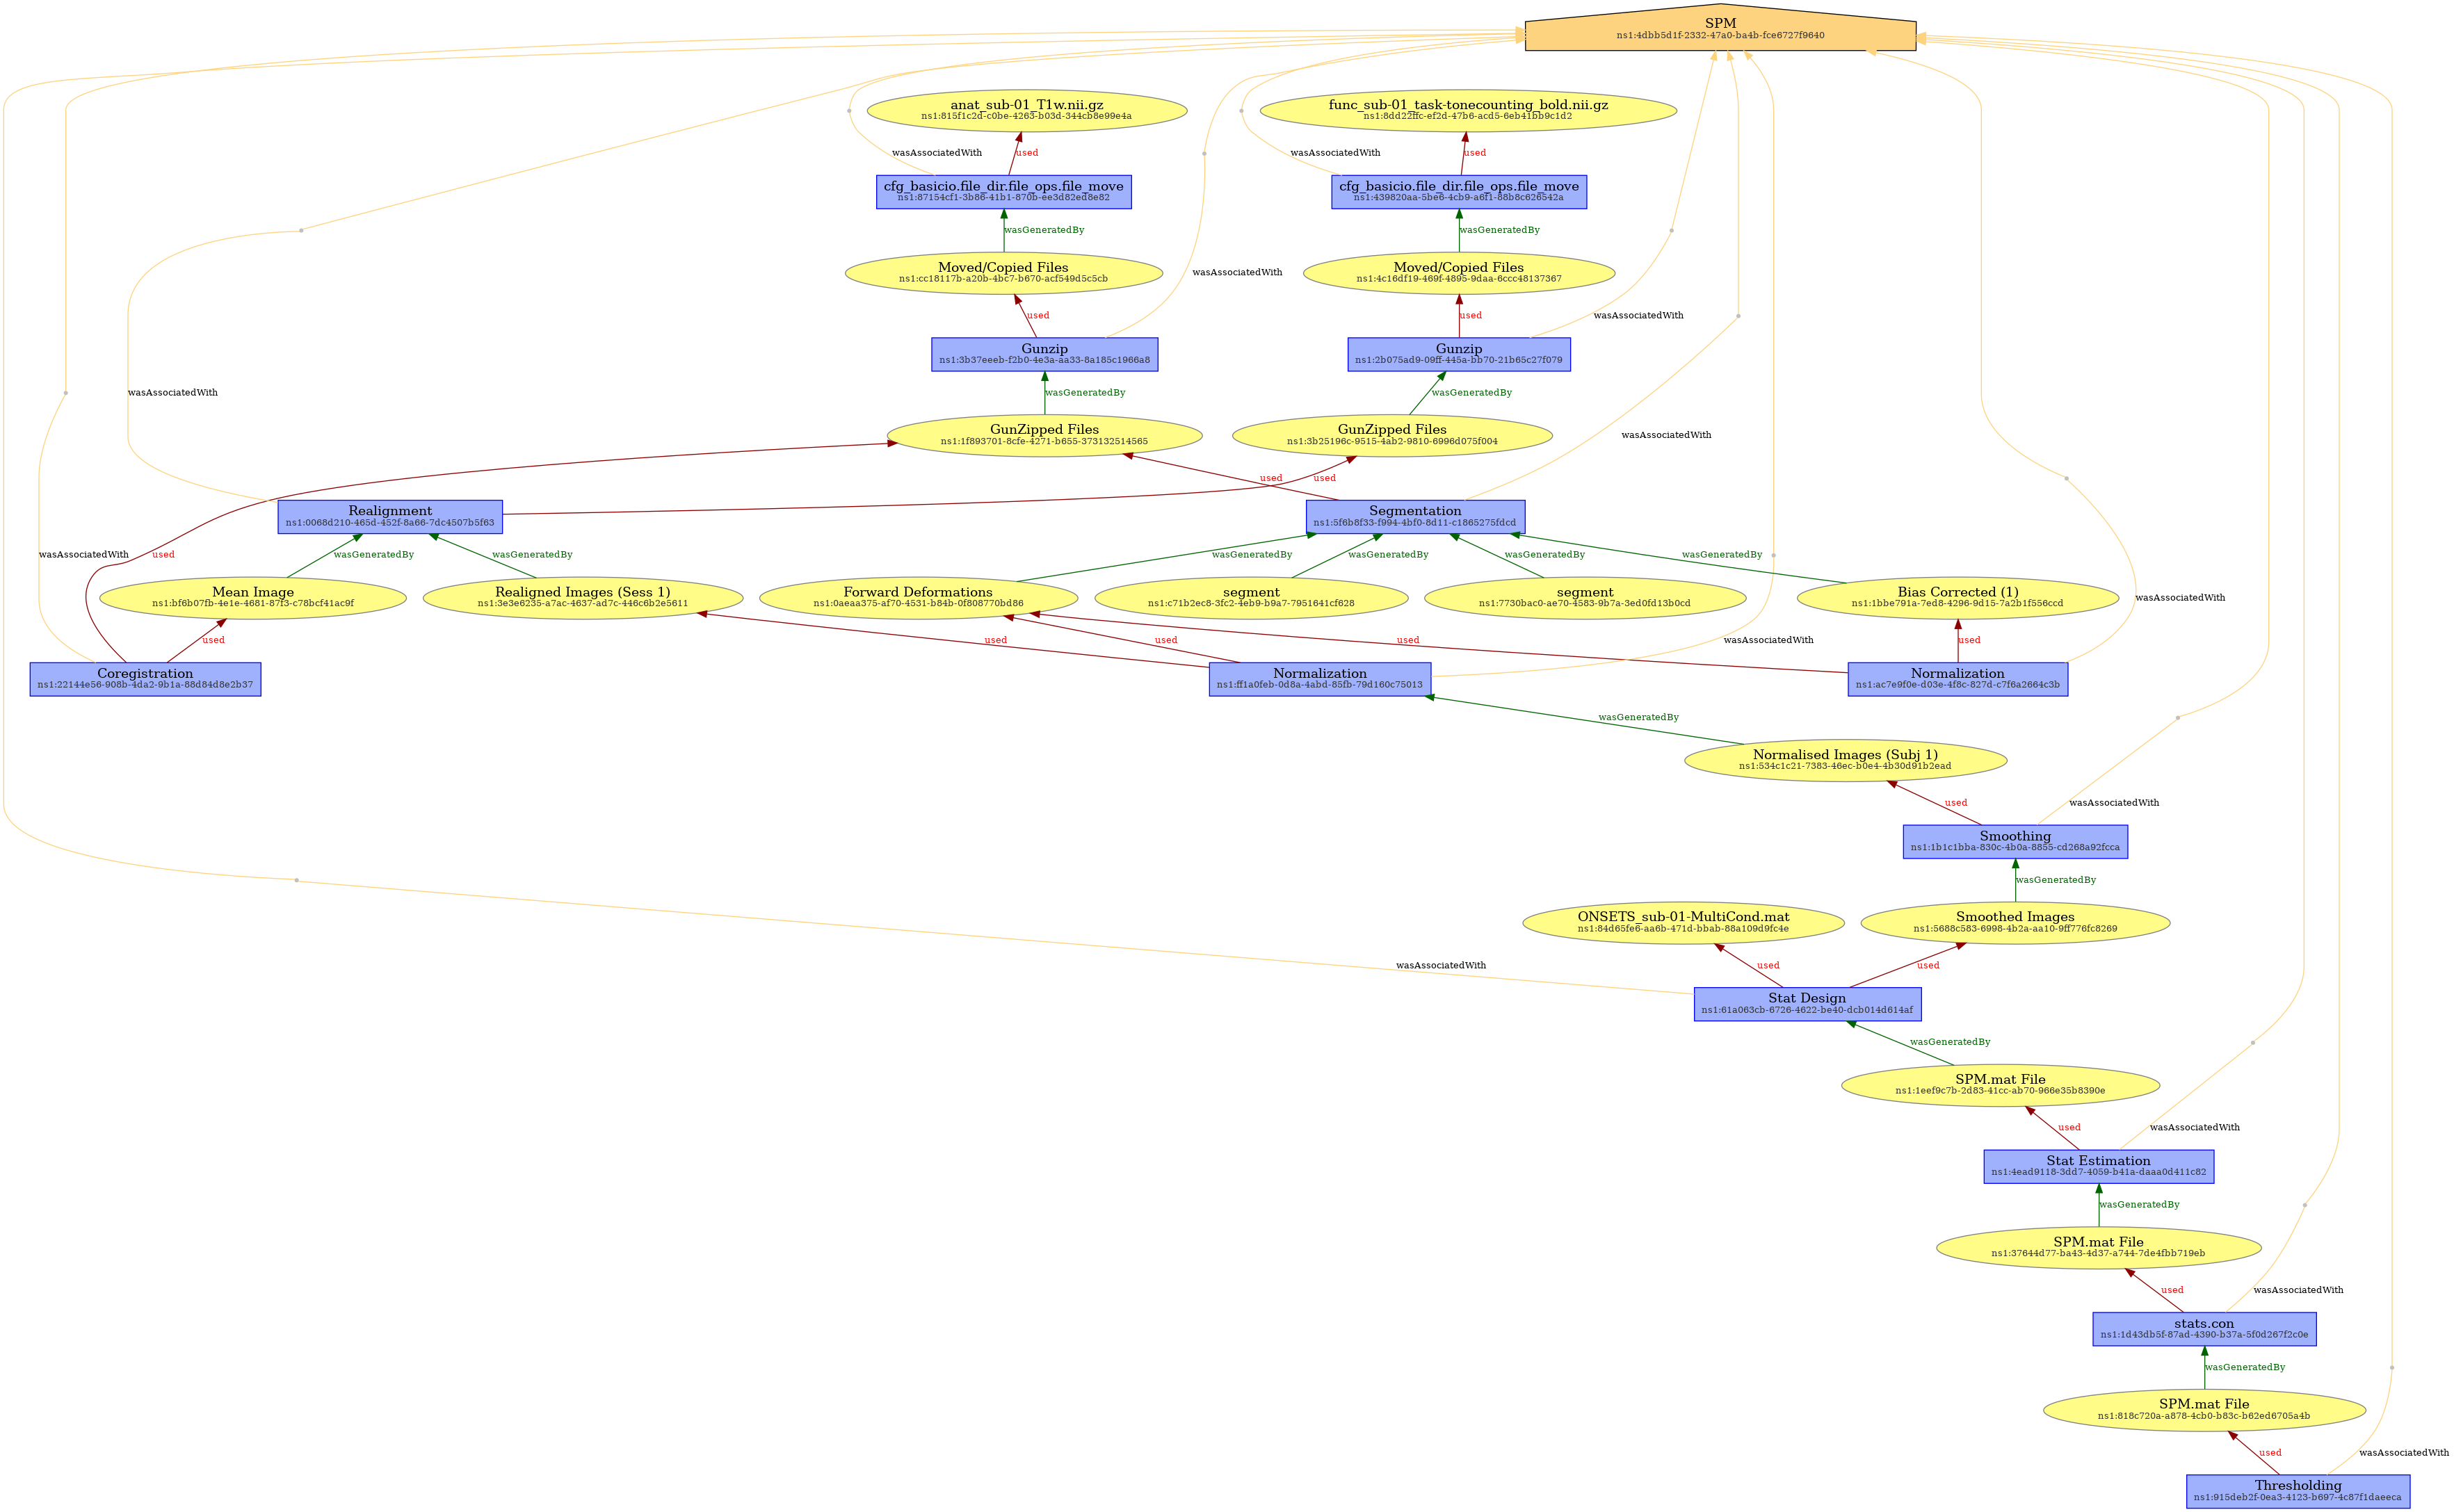 SPM
ns1:4dbb5d1f-2332-47a0-ba4b-fce6727f9640
anat_sub-01_T1w.nii.gz
ns1:815f1c2d-c0be-4263-b03d-344cb8e99e4a
func_sub-01_task-tonecounting_bold.nii.gz
ns1:8dd22ffc-ef2d-47b6-acd5-6eb41bb9c1d2
wasAssociatedWith
used
wasAssociatedWith
used
cfg_basicio.file_dir.file_ops.file_move
ns1:87154cf1-3b86-41b1-870b-ee3d82ed8e82
cfg_basicio.file_dir.file_ops.file_move
ns1:439820aa-5be6-4cb9-a6f1-88b8c626542a
wasGeneratedBy
wasGeneratedBy
Moved/Copied Files
ns1:cc18117b-a20b-4bc7-b670-acf549d5c5cb
wasAssociatedWith
Moved/Copied Files
ns1:4c16df19-469f-4895-9daa-6ccc48137367
used
used
wasAssociatedWith
Gunzip
ns1:3b37eeeb-f2b0-4e3a-aa33-8a185c1966a8
Gunzip
ns1:2b075ad9-09ff-445a-bb70-21b65c27f079
wasAssociatedWith
wasGeneratedBy
wasGeneratedBy
GunZipped Files
ns1:1f893701-8cfe-4271-b655-373132514565
GunZipped Files
ns1:3b25196c-9515-4ab2-9810-6996d075f004
wasAssociatedWith
used
used
Realignment
ns1:0068d210-465d-452f-8a66-7dc4507b5f63
Segmentation
ns1:5f6b8f33-f994-4bf0-8d11-c1865275fdcd
wasAssociatedWith
used
wasGeneratedBy
wasGeneratedBy
wasGeneratedBy
wasGeneratedBy
wasGeneratedBy
wasGeneratedBy
Mean Image
ns1:bf6b07fb-4e1e-4681-87f3-c78bcf41ac9f
Realigned Images (Sess 1)
ns1:3e3e6235-a7ac-4637-ad7c-446c6b2e5611
Forward Deformations
ns1:0aeaa375-af70-4531-b84b-0f808770bd86
segment
ns1:c71b2ec8-3fc2-4eb9-b9a7-7951641cf628
segment
ns1:7730bac0-ae70-4583-9b7a-3ed0fd13b0cd
Bias Corrected (1)
ns1:1bbe791a-7ed8-4296-9d15-7a2b1f556ccd
wasAssociatedWith
used
used
used
used
wasAssociatedWith
used
Coregistration
ns1:22144e56-908b-4da2-9b1a-88d84d8e2b37
Normalization
ns1:ff1a0feb-0d8a-4abd-85fb-79d160c75013
Normalization
ns1:ac7e9f0e-d03e-4f8c-827d-c7f6a2664c3b
wasGeneratedBy
Normalised Images (Subj 1)
ns1:534c1c21-7383-46ec-b0e4-4b30d91b2ead
used
wasAssociatedWith
Smoothing
ns1:1b1c1bba-830c-4b0a-8855-cd268a92fcca
wasGeneratedBy
ONSETS_sub-01-MultiCond.mat
ns1:84d65fe6-aa6b-471d-bbab-88a109d9fc4e
Smoothed Images
ns1:5688c583-6998-4b2a-aa10-9ff776fc8269
wasAssociatedWith
used
used
Stat Design
ns1:61a063cb-6726-4622-be40-dcb014d614af
wasGeneratedBy
SPM.mat File
ns1:1eef9c7b-2d83-41cc-ab70-966e35b8390e
used
wasAssociatedWith
Stat Estimation
ns1:4ead9118-3dd7-4059-b41a-daaa0d411c82
wasGeneratedBy
SPM.mat File
ns1:37644d77-ba43-4d37-a744-7de4fbb719eb
used
wasAssociatedWith
stats.con
ns1:1d43db5f-87ad-4390-b37a-5f0d267f2c0e
wasGeneratedBy
SPM.mat File
ns1:818c720a-a878-4cb0-b83c-b62ed6705a4b
used
wasAssociatedWith
Thresholding
ns1:915deb2f-0ea3-4123-b697-4c87f1daeeca